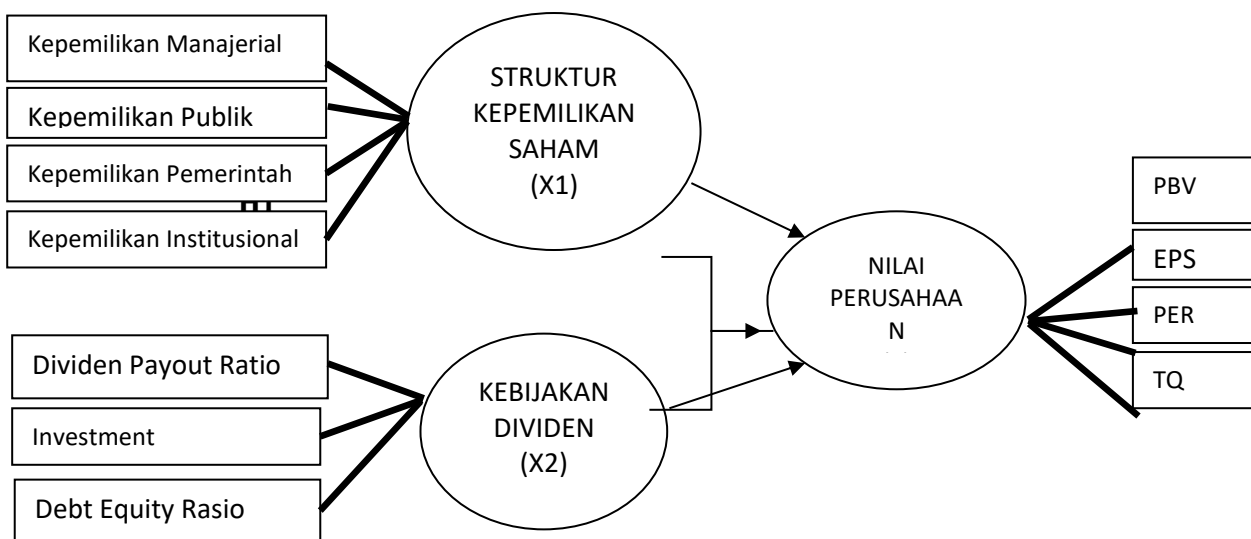 Kepemilikan Manajerial
Kepemilikan Publik
Kepemilikan Pemerintah
Kepemilikan Institusional
STRUKTUR
KEPEMILIKAN
SAHAM
(X1)
Dividen Payout Ratio
Investment
Debt Equity Rasio
KEBIJAKAN
DIVIDEN
(X2)
NILAI
PERUSAHAA
N
PBV
EPS
PER
TQ